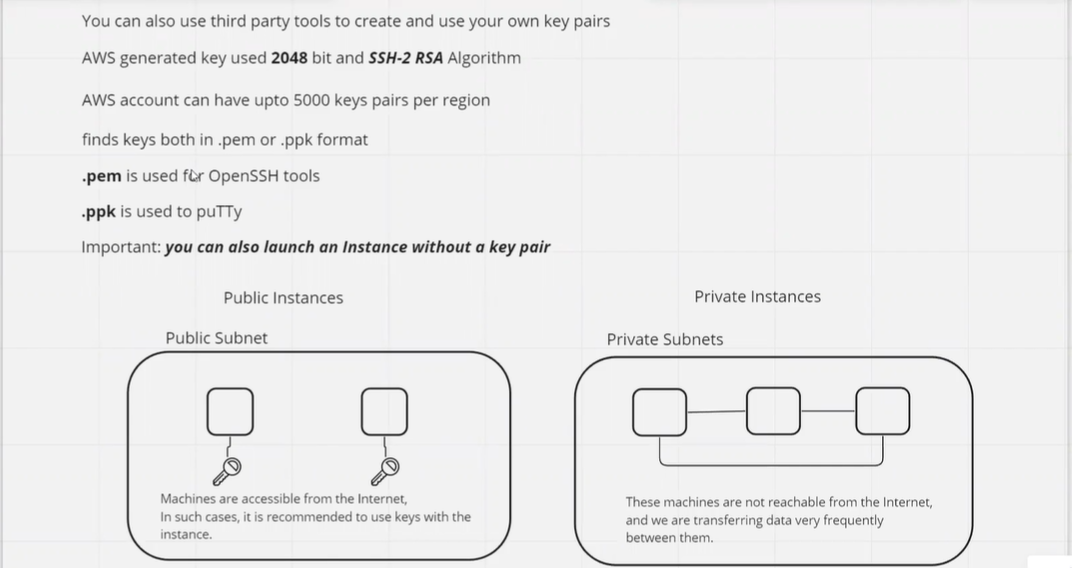 You can also use third party tools to create and use your own key pairs
AWS generated key used 2048 bit and SSH-2 RSA Algorithm
AWS account can have upto 5000 keys pairs per region
finds keys both in .pem or .ppk format
.pem is used for OpenSSH tools
.ppk is used to puTTy
Important: you can also launch an Instance without a key pair
Public Instances
Public Subnet
Machines are accessible from the Internet,
In such cases, it is recommended to use keys with the
instance.
Private Instances
Private Subnets
These machines are not reachable from the Internet,
and we are transferring data very frequently
between them.